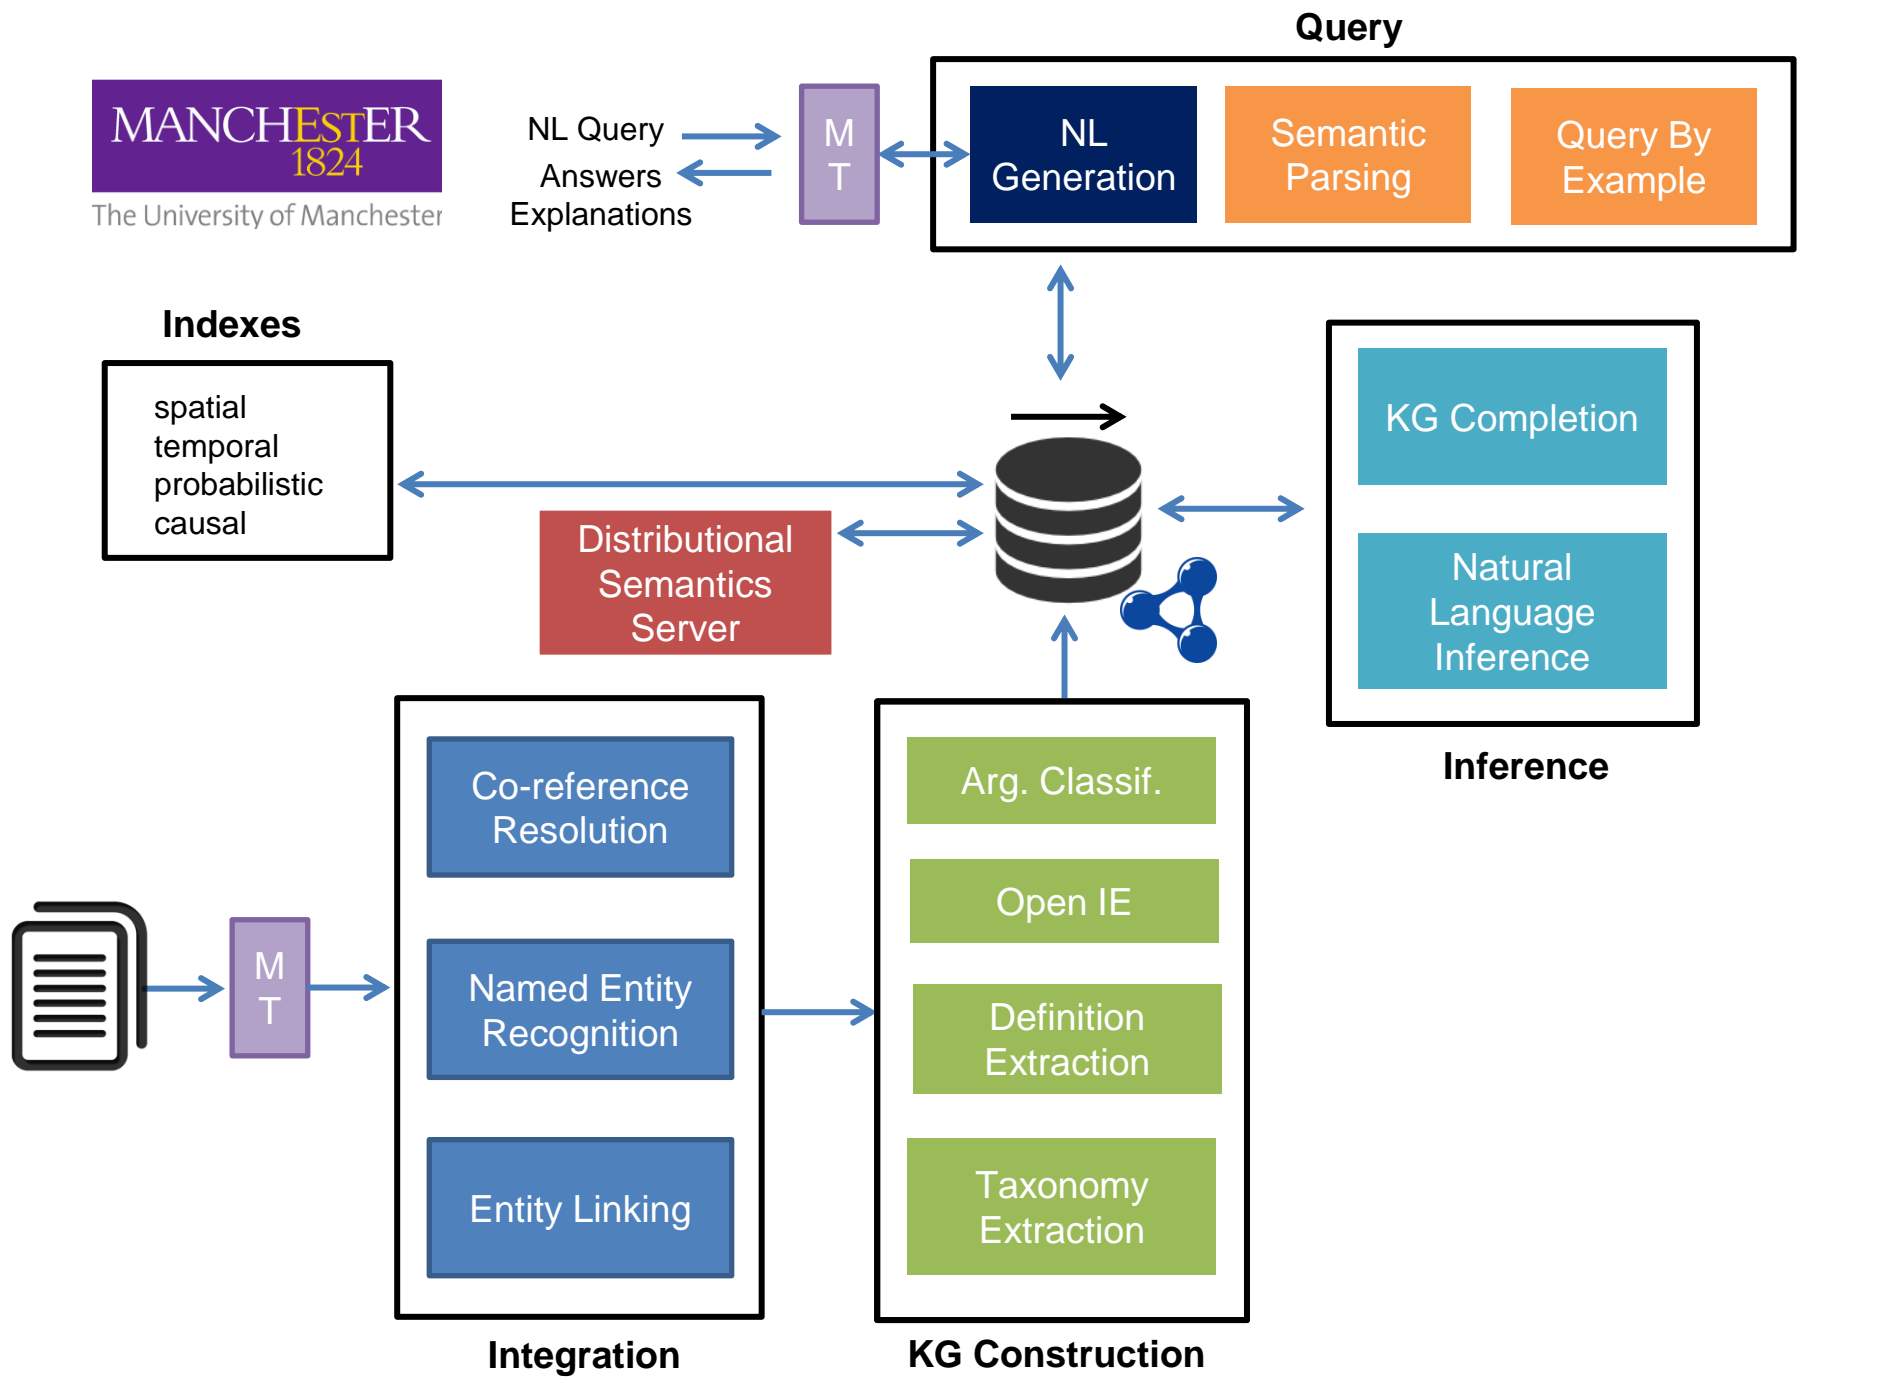 Query
MANCHESTER
1824
The University of Manchester
NL Query
Answers
Explanations
M
T
NL
Generation
Semantic
Parsing
Query By
Example
Indexes
spatial
temporal
probabilistic
causal
Distributional
Semantics
Server
KG Completion
Natural
Language
Inference
Inference
M
T
Co-reference
Resolution
Named Entity
Recognition
Entity Linking
Integration
Arg. Classif.
Open IE
Definition
Extraction
Taxonomy
Extraction
KG Construction